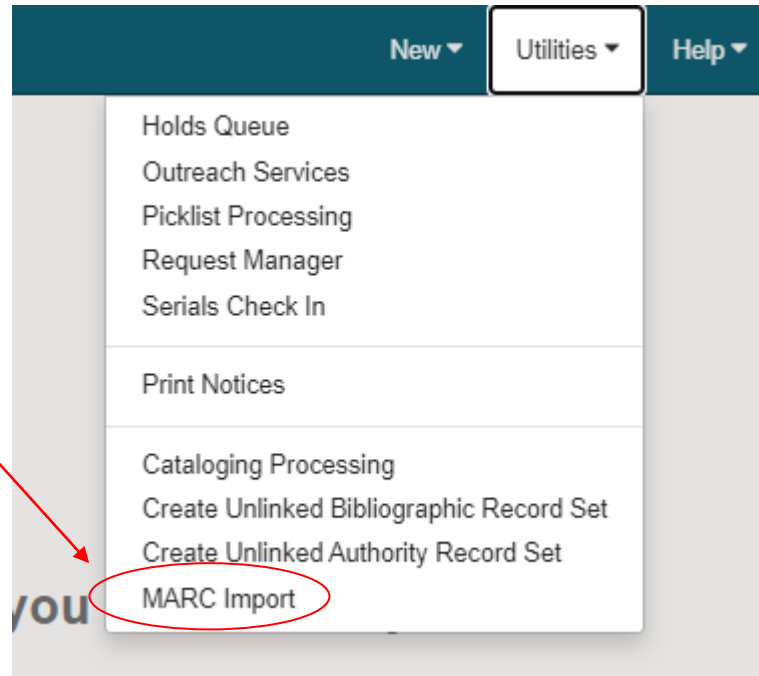 New Utilities Help
Holds Queue
Outreach Services
Picklist Processing
Request Manager
Serials Check In
Print Notices
Cataloging Processing
Create Unlinked Bibliographic Record Set
Create Unlinked Authority Record Set
MARC Import
you